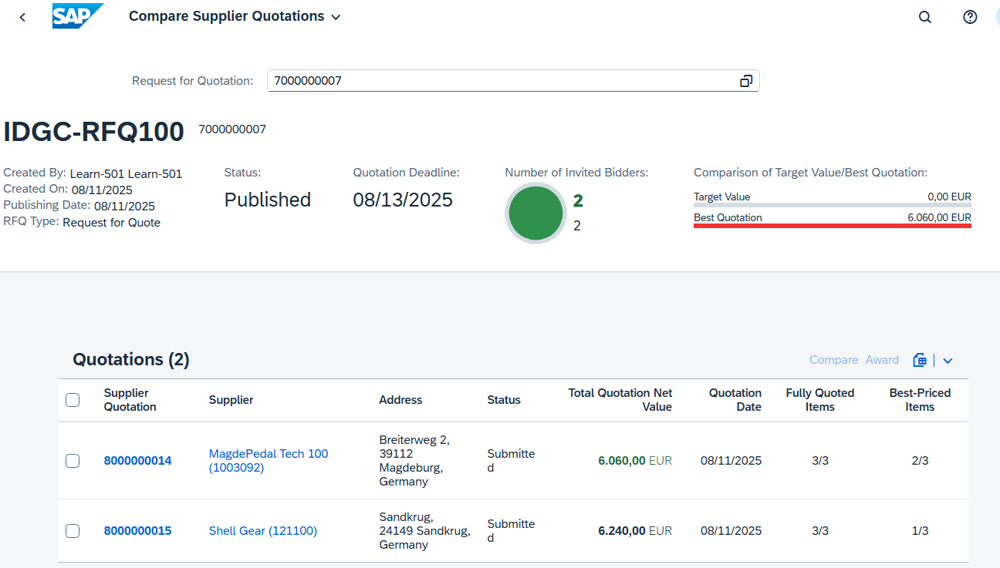 SAP Compare Supplier Quotations
Request for Quotation: 7000000007
IDGC-RFQ100 7000000007
Created By: Learn-501 Learn-501
Created On: 08/11/2025
Publishing Date: 08/11/2025
RFQ Type: Request for Quote
Status:
Published
Quotation Deadline:
08/13/2025
Number of Invited Bidders:
2
2
Comparison of Target Value/Best Quotation:
Target Value 0,00 EUR
Best Quotation 6.060,00 EUR
Quotations (2)
Compare Award
Supplier
Quotation
Supplier
Address
Status
Total Quotation Net
Value
Quotation
Date
Fully Quoted
Items
Best-Priced
Items
8000000014
MagdePedal Tech 100
(1003092)
Breiterweg 2,
39112
Magdeburg,
Germany
Submitte
d
6.060,00 EUR
08/11/2025
3/3
2/3
8000000015
Shell Gear (121100)
Sandkrug,
24149 Sandkrug,
Germany
Submitte
d
6.240,00 EUR
08/11/2025
3/3
1/3